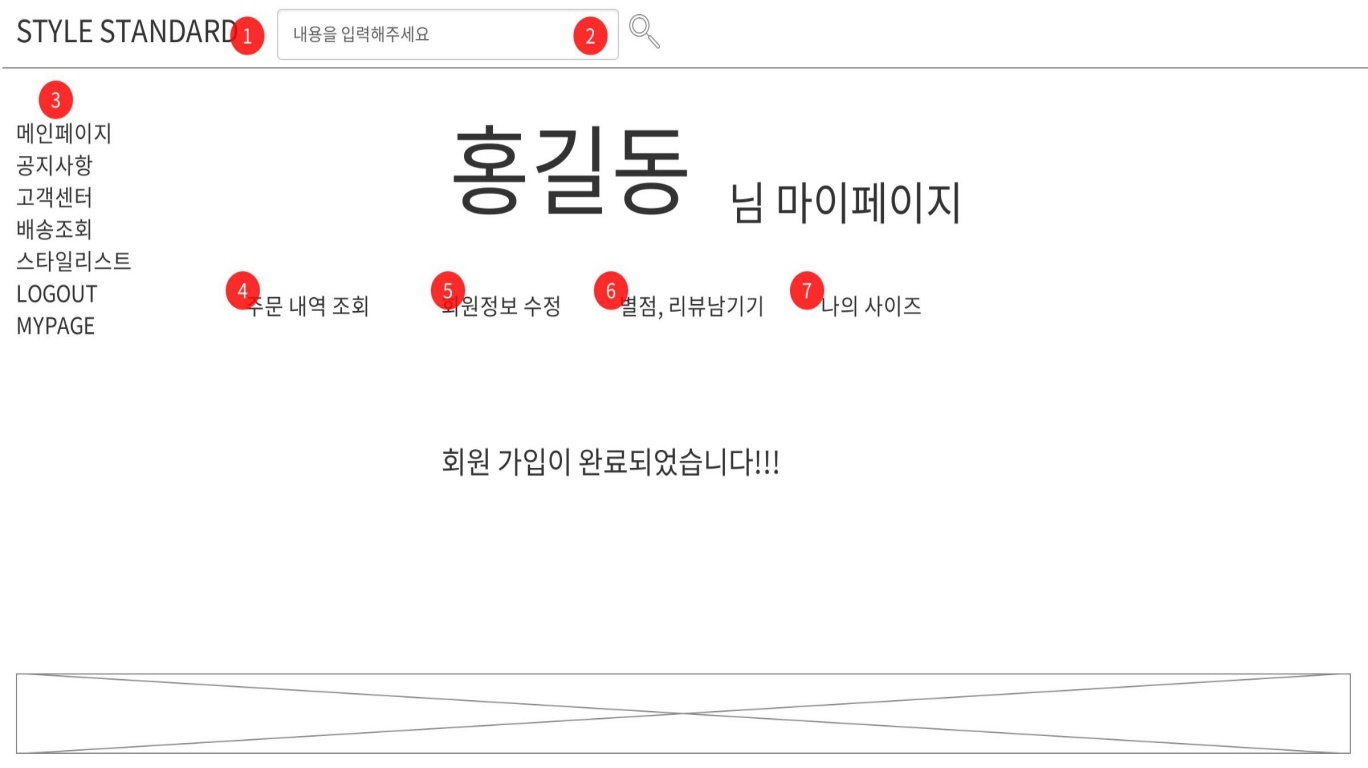 STYLE STANDARD 1 내용을 입력해주세요 2
3
메인페이지
공지사항
고객센터
배송조회
스타일리스트
LOGOUT
MYPAGE
홍길동 님 마이페이지
4 주문 내역 조회 5 회원정보 수정 6 별점, 리뷰남기기 7 나의 사이즈
회원 가입이 완료되었습니다!!!